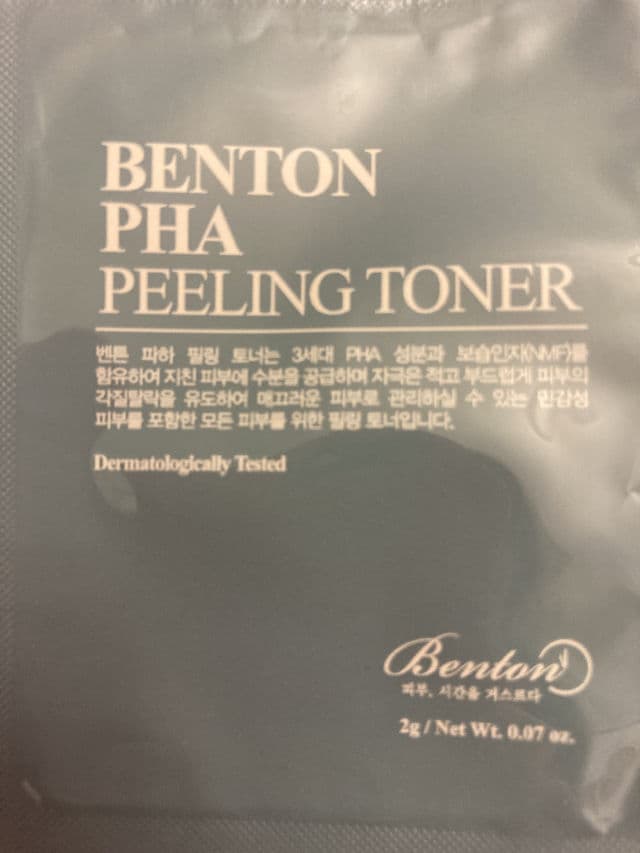 BENTON
PHA
PEELING TONER
벤튼 파하 필링 토너는 3세대 PHA 성분과 보습인자(NMF)를
함유하여 지친 피부에 수분을 공급하며 자극은 적고 부드럽게 피부의
각질탈락을 유도하여 매끄러운 피부로 관리하실 수 있는 민감성
피부를 포함한 모든 피부를 위한 필링 토너입니다.
Dermatologically Tested
Benton
피부, 시간을 거스르다
2g / Net Wt. 0.07 oz.